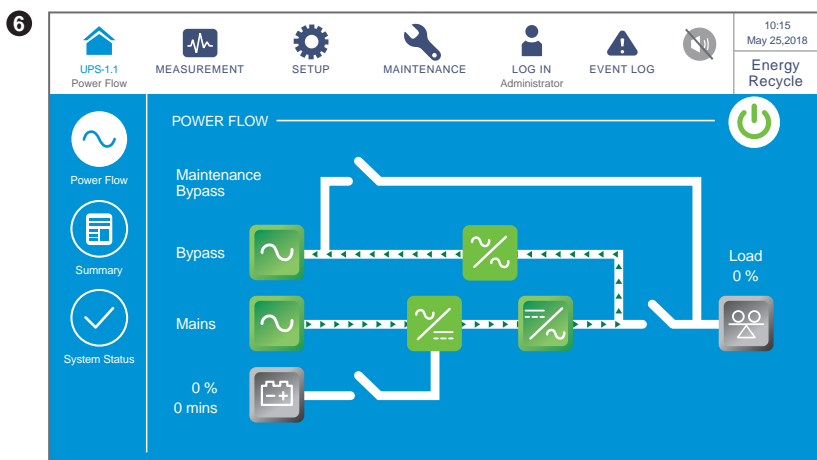 6
UPS-1.1
Power Flow
MEASUREMENT
SETUP
MAINTENANCE
LOG IN
Administrator
EVENT LOG
10:15
May 25,2018
Energy
Recycle
Power Flow
Summary
System Status
POWER FLOW
Maintenance
Bypass
Bypass
Mains
0 %
0 mins
Load
0 %